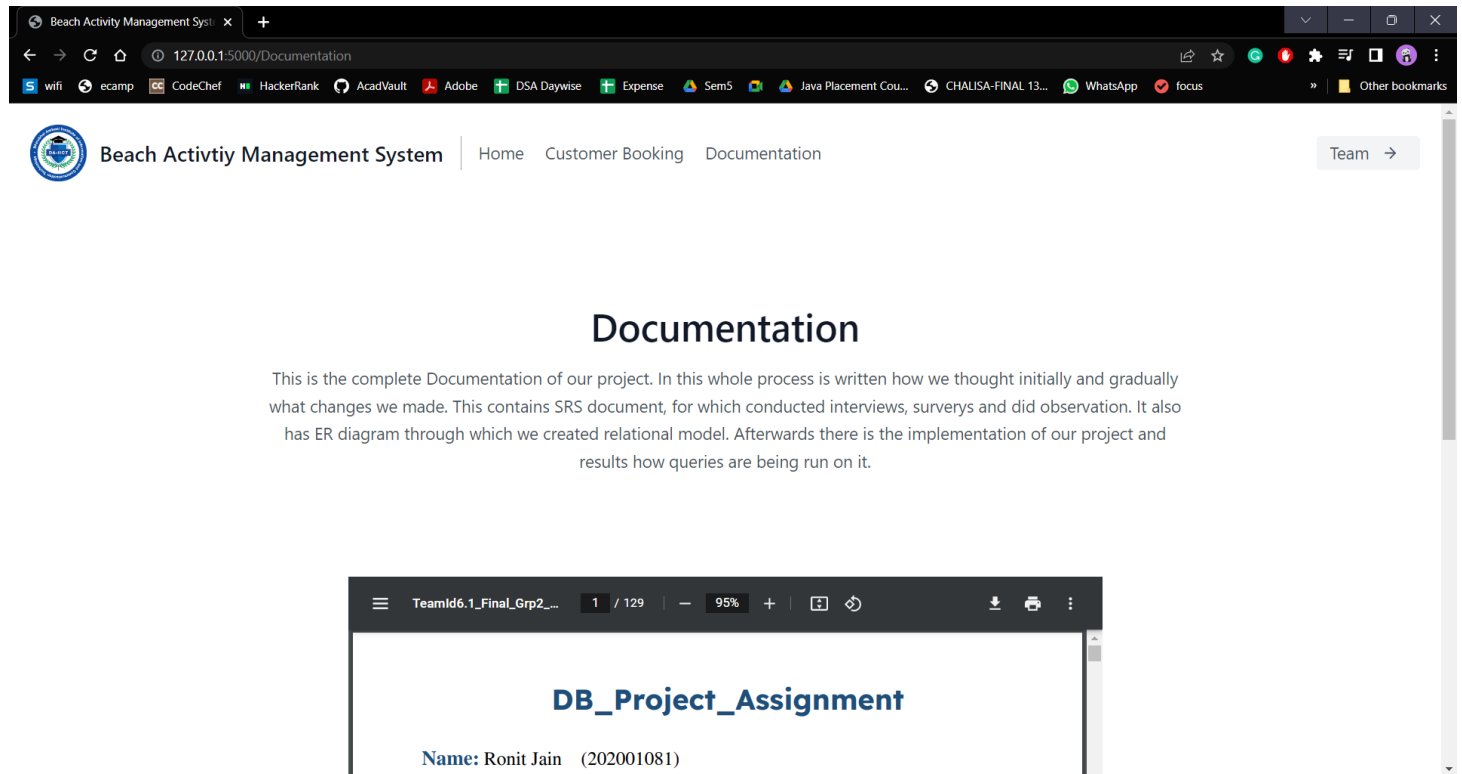 Beach Activity Management Syst
127.0.0.1:5000/Documentation
wifi ecamp CodeChef HackerRank AcadVault Adobe DSA Daywise Expense Sem5 Java Placement Cou... CHALISA-FINAL 13... WhatsApp focus » Other bookmarks
Beach Activtiy Management System Home Customer Booking Documentation Team →
DA-IICT
Documentation
This is the complete Documentation of our project. In this whole process is written how we thought initially and gradually
what changes we made. This contains SRS document, for which conducted interviews, surverys and did observation. It also
has ER diagram through which we created relational model. Afterwards there is the implementation of our project and
results how queries are being run on it.
TeamId6.1_Final_Grp2_... 1 / 129 95%
DB_Project_Assignment
Name: Ronit Jain (202001081)